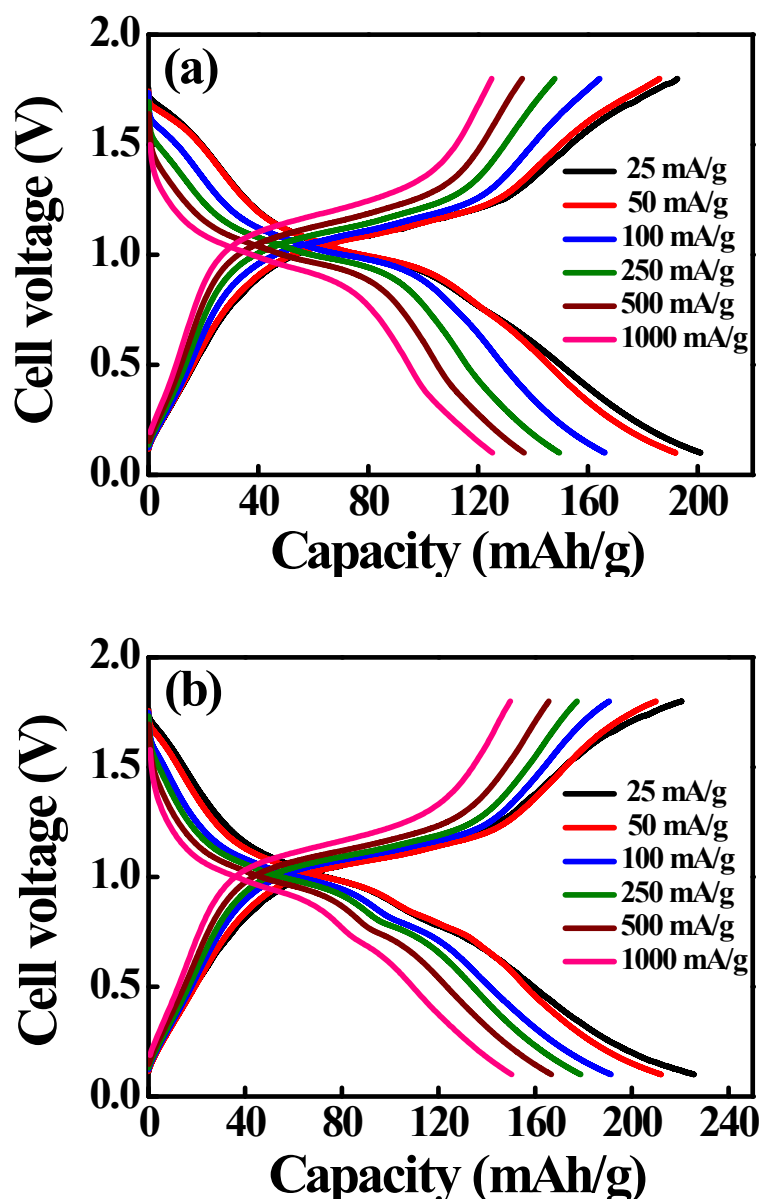 (a)
2.0
1.5
1.0
0.5
0.0
Cell voltage (V)
25 mA/g
50 mA/g
100 mA/g
250 mA/g
500 mA/g
1000 mA/g
0 40 80 120 160 200
Capacity (mAh/g)
(b)
2.0
1.5
1.0
0.5
0.0
Cell voltage (V)
25 mA/g
50 mA/g
100 mA/g
250 mA/g
500 mA/g
1000 mA/g
0 40 80 120 160 200 240
Capacity (mAh/g)